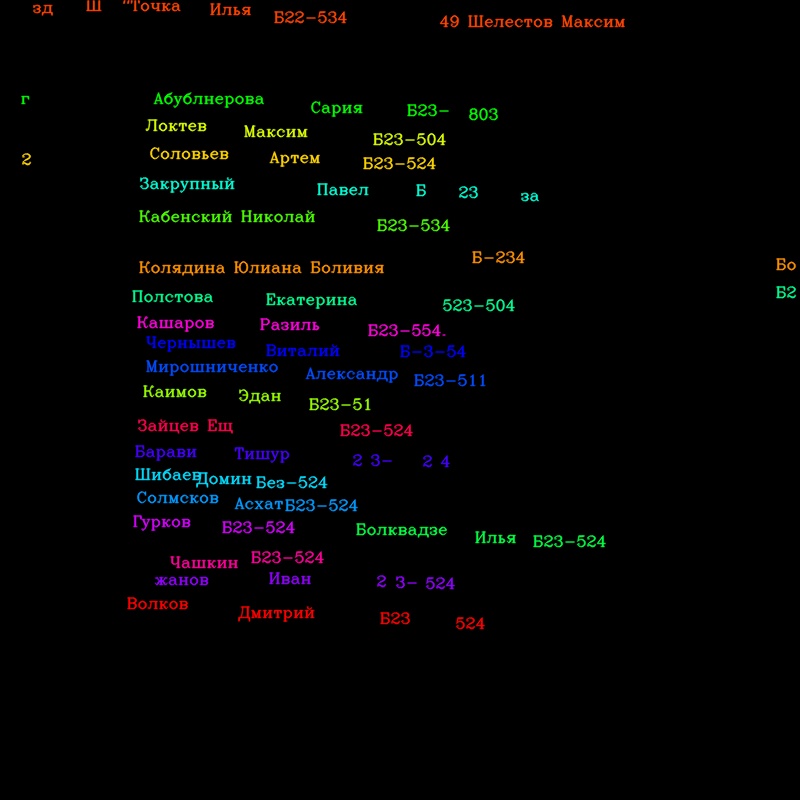 зд Ш "Точка Илья Б22-534 49 Шелестов Максим
г Абублнерова Сария Б23- 803
Локтев Максим Б23-504
2 Соловьев Артем Б23-524
Закрупный Павел Б 23 за
Кабенский Николай Б23-534
Колядина Юлиана Боливия Б-234 Бо
Полстова Екатерина 523-504 Б2
Кашаров Разиль Б23-554.
Чернышев Виталий Б-3-54
Мирошниченко Александр Б23-511
Каимов Эдан Б23-51
Зайцев Ещ Б23-524
Барави Тишур 2 3- 2 4
Шибаев Домин Без-524
Солмсков Асхат Б23-524
Гурков Б23-524 Болквадзе Илья Б23-524
Чашкин Б23-524
жанов Иван 2 3- 524
Волков Дмитрий Б23 524